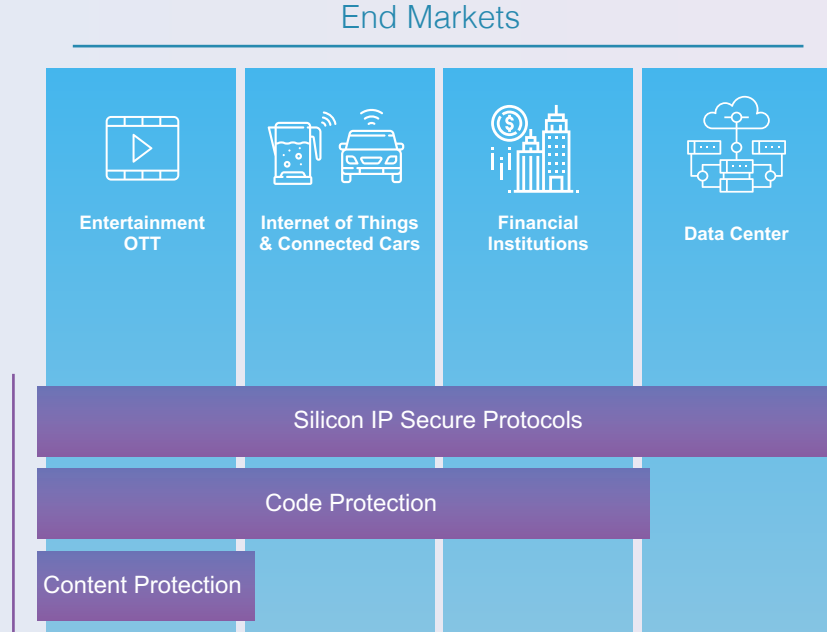 End Markets
Entertainment
OTT
Internet of Things
& Connected Cars
Financial
Institutions
Data Center
Silicon IP Secure Protocols
Code Protection
Content Protection